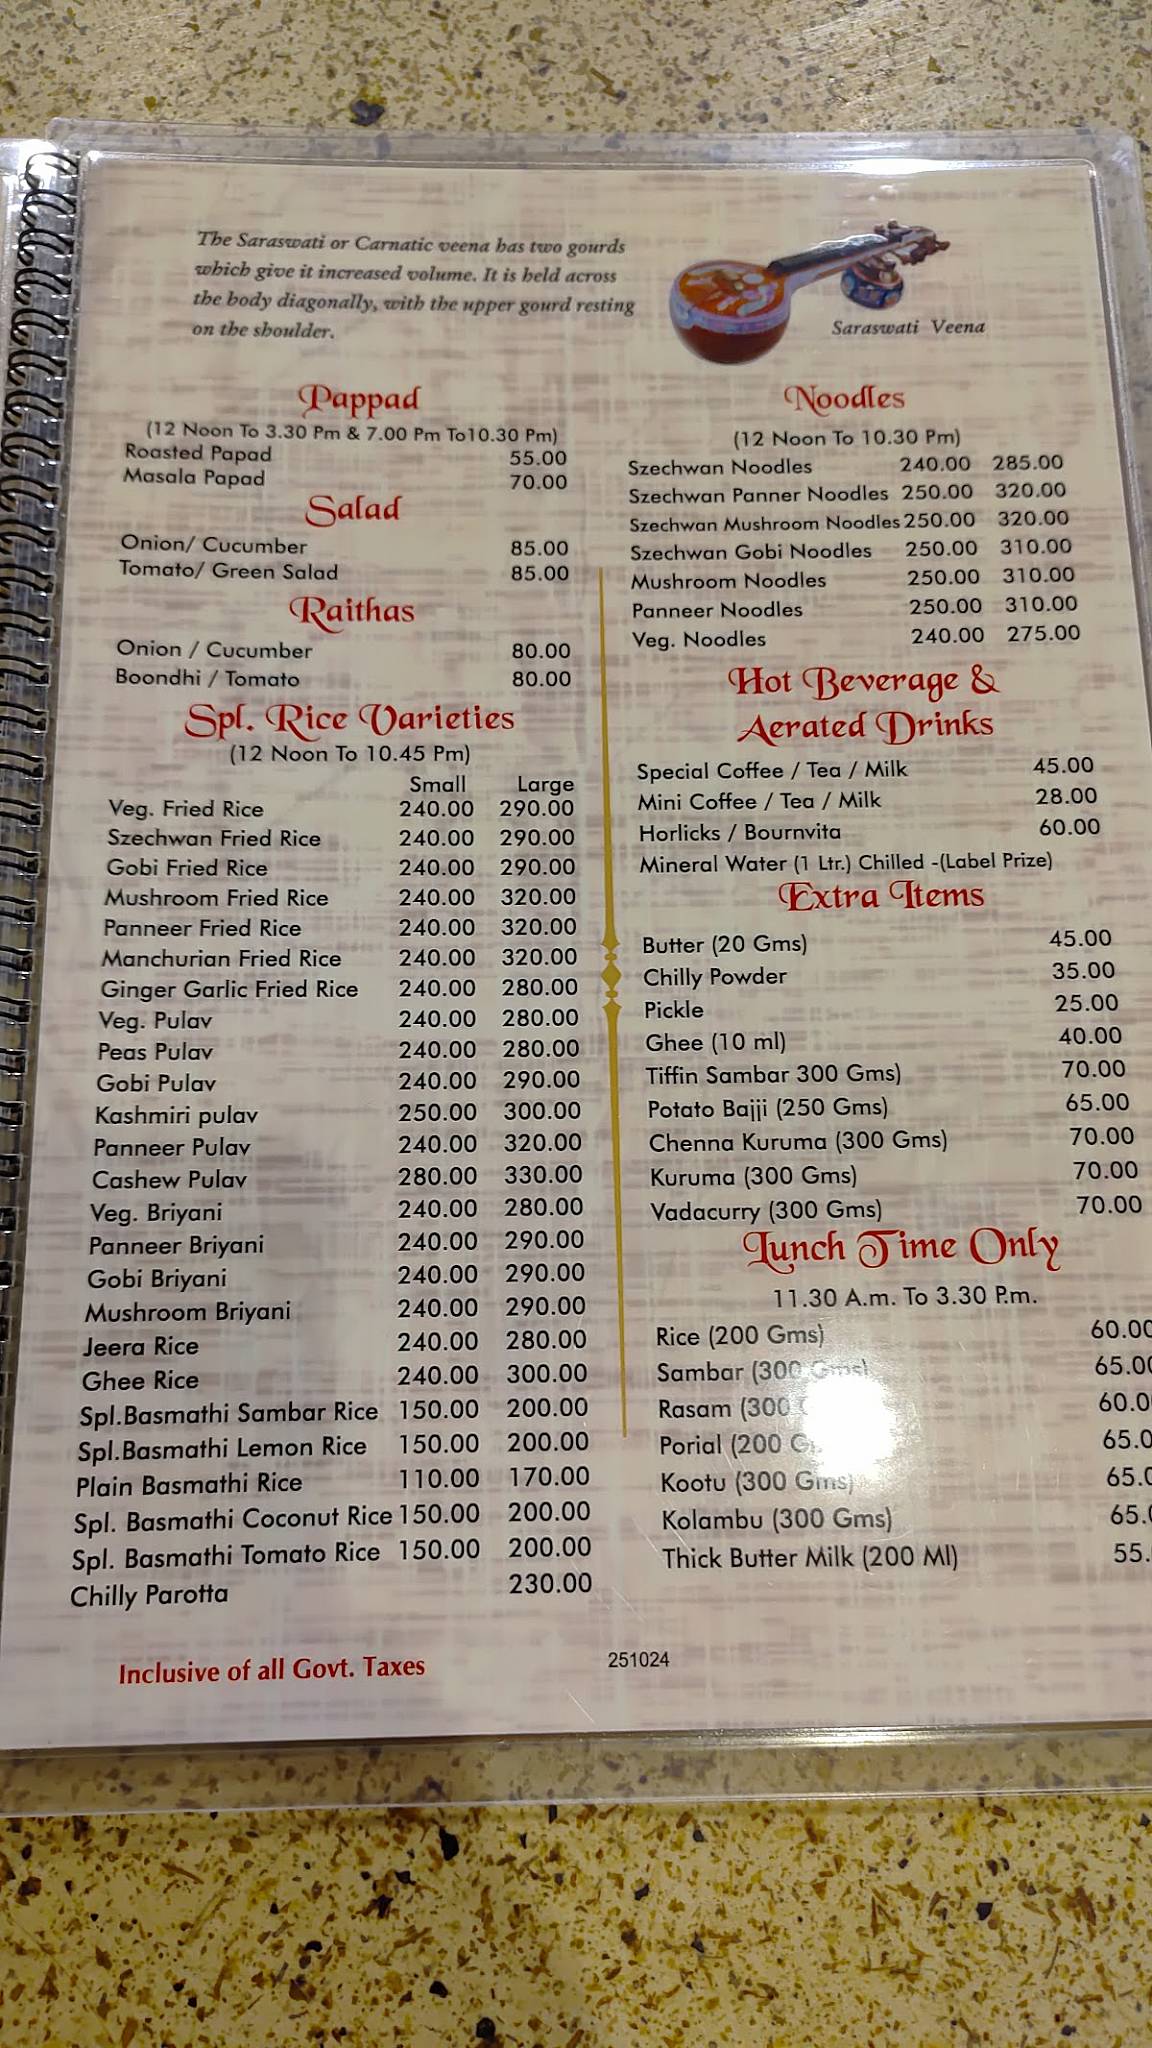 The Saraswati or Carnatic veena has two gourds
which give it increased volume. It is held across
the body diagonally, with the upper gourd resting
on the shoulder.
Saraswati Veena
Pappad
(12 Noon To 3.30 Pm & 7.00 Pm To10.30 Pm)
Roasted Papad 55.00
Masala Papad 70.00
Salad
Onion/ Cucumber 85.00
Tomato/ Green Salad 85.00
Raithas
Onion / Cucumber 80.00
Boondhi / Tomato 80.00
Spl. Rice Varieties
(12 Noon To 10.45 Pm)
Small Large
Veg. Fried Rice 240.00 290.00
Szechwan Fried Rice 240.00 290.00
Gobi Fried Rice 240.00 290.00
Mushroom Fried Rice 240.00 320.00
Panneer Fried Rice 240.00 320.00
Manchurian Fried Rice 240.00 320.00
Ginger Garlic Fried Rice 240.00 280.00
Veg. Pulav 240.00 280.00
Peas Pulav 240.00 280.00
Gobi Pulav 240.00 290.00
Kashmiri pulav 250.00 300.00
Panneer Pulav 240.00 320.00
Cashew Pulav 280.00 330.00
Veg. Briyani 240.00 280.00
Panneer Briyani 240.00 290.00
Gobi Briyani 240.00 290.00
Mushroom Briyani 240.00 290.00
Jeera Rice 240.00 280.00
Ghee Rice 240.00 300.00
Spl.Basmathi Sambar Rice 150.00 200.00
Spl.Basmathi Lemon Rice 150.00 200.00
Plain Basmathi Rice 110.00 170.00
Spl. Basmathi Coconut Rice 150.00 200.00
Spl. Basmathi Tomato Rice 150.00 200.00
Chilly Parotta 230.00
Noodles
(12 Noon To 10.30 Pm)
Szechwan Noodles 240.00 285.00
Szechwan Panner Noodles 250.00 320.00
Szechwan Mushroom Noodles 250.00 320.00
Szechwan Gobi Noodles 250.00 310.00
Mushroom Noodles 250.00 310.00
Panneer Noodles 250.00 310.00
Veg. Noodles 240.00 275.00
Hot Beverage &
Aerated Drinks
Special Coffee / Tea / Milk 45.00
Mini Coffee / Tea / Milk 28.00
Horlicks / Bournvita 60.00
Mineral Water (1 Ltr.) Chilled -(Label Prize)
Extra Items
Butter (20 Gms) 45.00
Chilly Powder 35.00
Pickle 25.00
Ghee (10 ml) 40.00
Tiffin Sambar 300 Gms) 70.00
Potato Bajji (250 Gms) 65.00
Chenna Kuruma (300 Gms) 70.00
Kuruma (300 Gms) 70.00
Vadacurry (300 Gms) 70.00
Lunch Time Only
11.30 A.m. To 3.30 P.m.
Rice (200 Gms) 60.00
Sambar (300 Gms) 65.00
Rasam (300 60.0
Porial (200 65.0
Kootu (300 Gms) 65.
Kolambu (300 Gms) 65.
Thick Butter Milk (200 Ml) 55.
Inclusive of all Govt. Taxes
251024